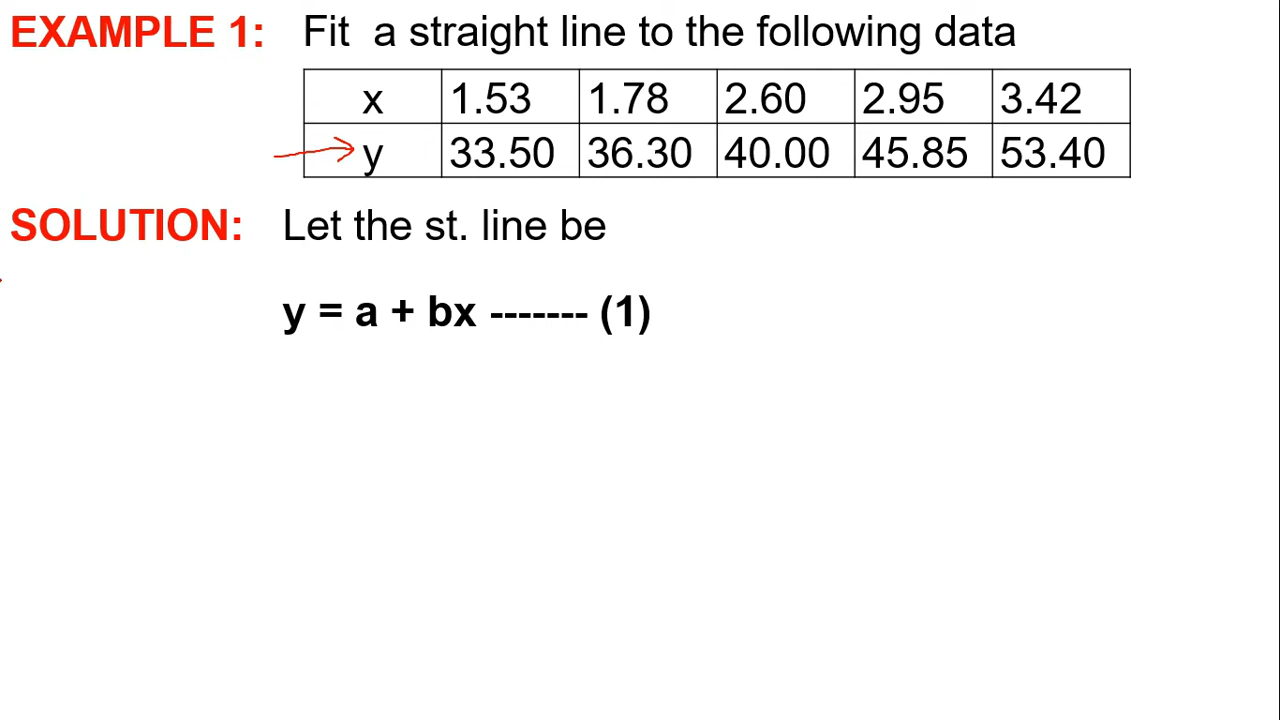 EXAMPLE 1: Fit a straight line to the following data
x 1.53 1.78 2.60 2.95 3.42
y 33.50 36.30 40.00 45.85 53.40
SOLUTION: Let the st. line be
y = a + bx ------- (1)